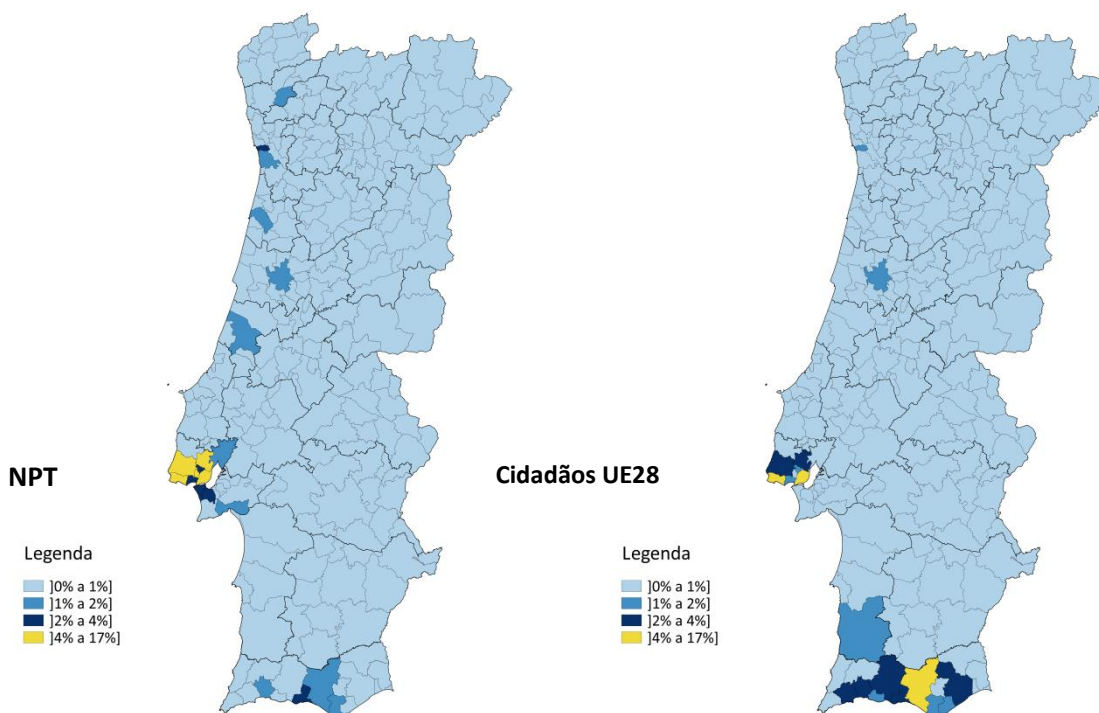 NPT
Legenda
]0% a 1%]
]1% a 2%]
]2% a 4%]
]4% a 17%]
Cidadãos UE28
Legenda
]0% a 1%]
]1% a 2%]
]2% a 4%]
]4% a 17%]